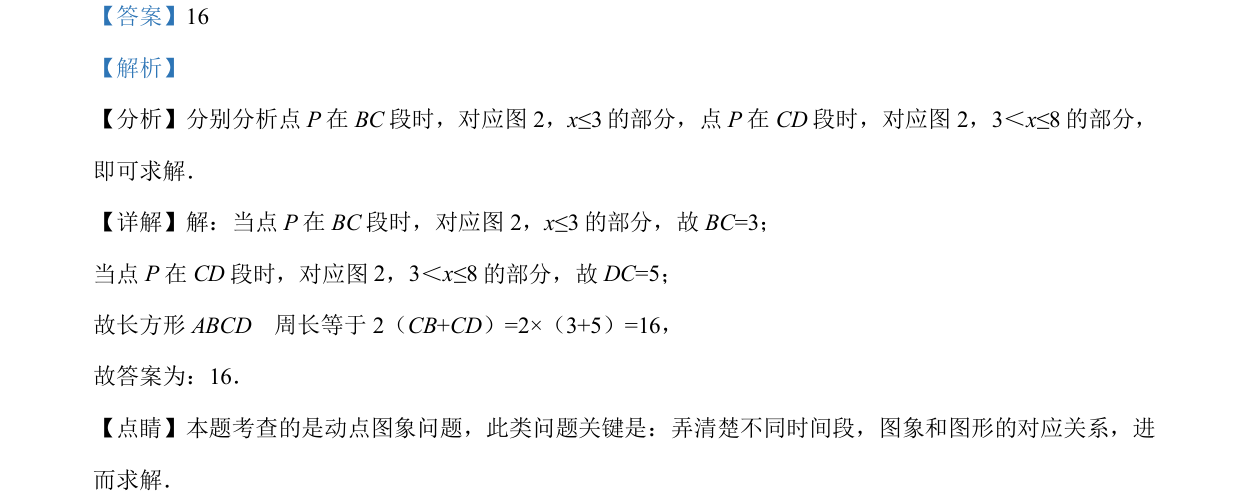 【答案】16
【解析】
【分析】分别分析点 P 在 BC 段时，对应图 2，x≤3 的部分，点 P 在 CD 段时，对应图 2，3＜x≤8 的部分，
即可求解．
【详解】解：当点 P 在 BC 段时，对应图 2，x≤3 的部分，故 BC=3；
当点 P 在 CD 段时，对应图 2，3＜x≤8 的部分，故 DC=5；
故长方形 ABCD 周长等于 2（CB+CD）=2×（3+5）=16，
故答案为：16．
【点睛】本题考查的是动点图象问题，此类问题关键是：弄清楚不同时间段，图象和图形的对应关系，进
而求解．